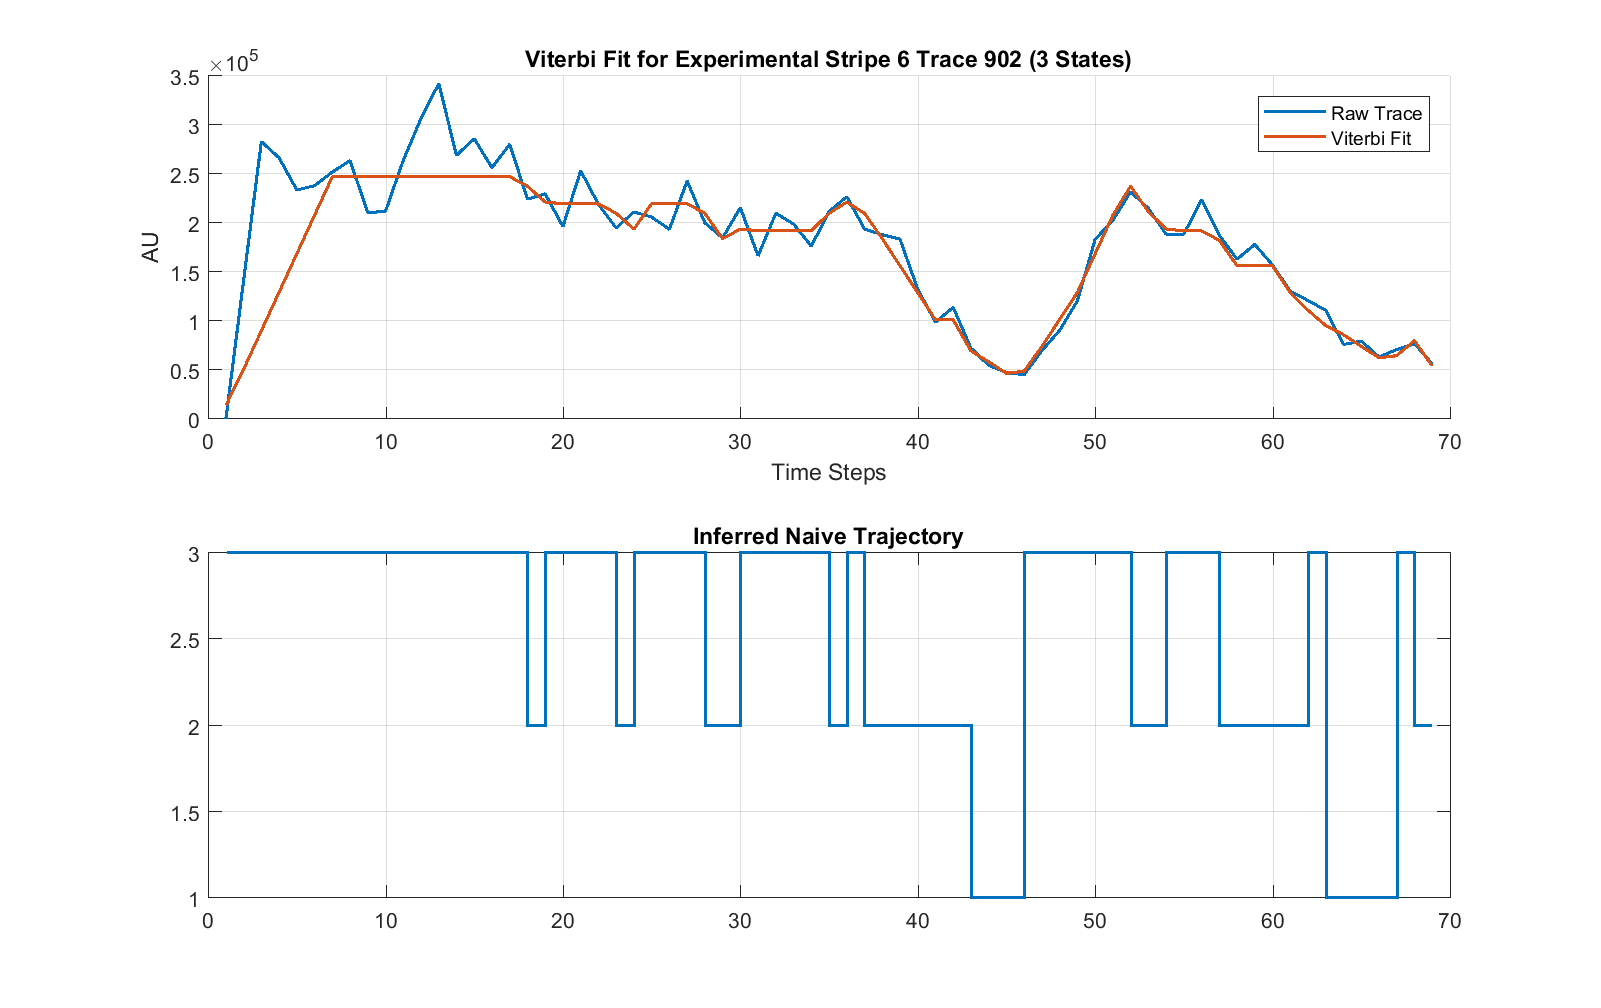 Viterbi Fit for Experimental Stripe 6 Trace 902 (3 States)
×10^5
3.5
3
2.5
2
1.5
1
0.5
0
AU
Raw Trace
Viterbi Fit
0 10 20 30 40 50 60 70
Time Steps
Inferred Naive Trajectory
3
2.5
2
1.5
1
0 10 20 30 40 50 60 70